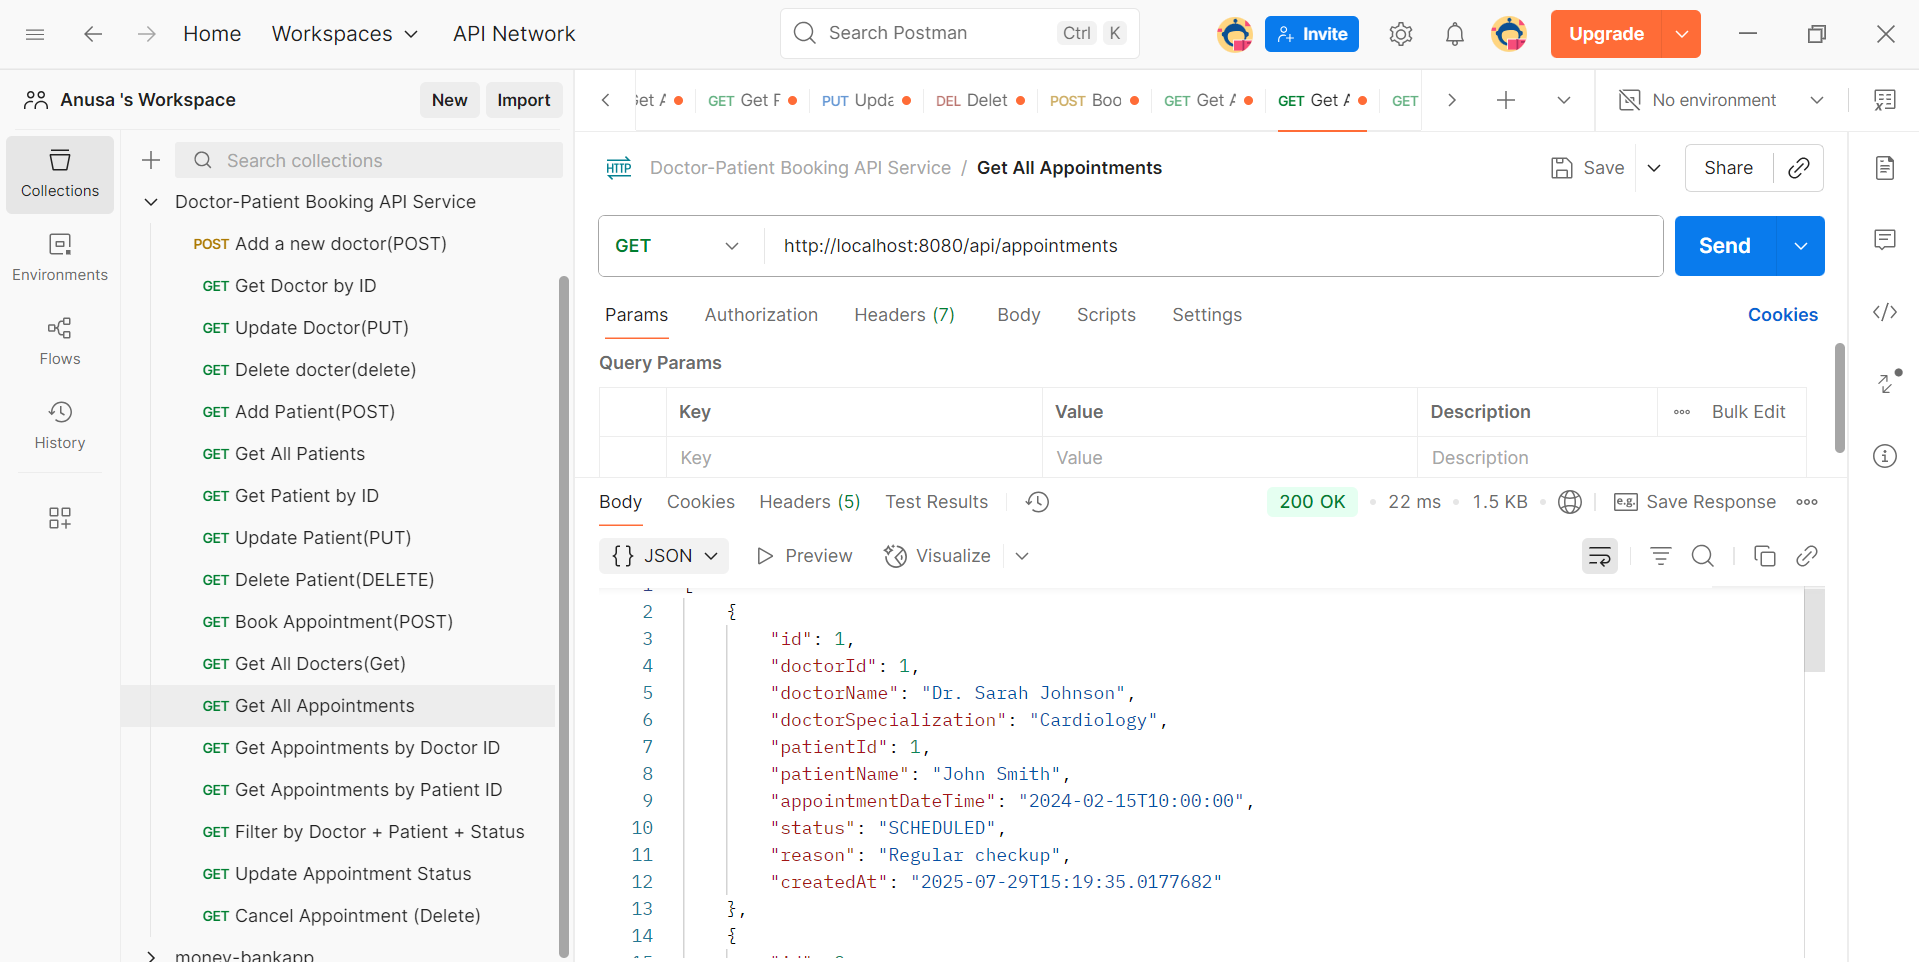 Home
Workspaces
API Network
Search Postman
Ctrl
K
Invite
Upgrade
Anusa 's Workspace
New
Import
GET Get F
PUT Upda
DEL Delet
POST Boo
GET Get A
GET Get A
GET
No environment
Collections
Environments
Flows
History
Search collections
Doctor-Patient Booking API Service
POST Add a new doctor(POST)
GET Get Doctor by ID
GET Update Doctor(PUT)
GET Delete docter(delete)
GET Add Patient(POST)
GET Get All Patients
GET Get Patient by ID
GET Update Patient(PUT)
GET Delete Patient(DELETE)
GET Book Appointment(POST)
GET Get All Docters(Get)
GET Get All Appointments
GET Get Appointments by Doctor ID
GET Get Appointments by Patient ID
GET Filter by Doctor + Patient + Status
GET Update Appointment Status
GET Cancel Appointment (Delete)
money-bankapp
HTTP Doctor-Patient Booking API Service / Get All Appointments
Save
Share
GET
http://localhost:8080/api/appointments
Send
Params Authorization Headers (7) Body Scripts Settings
Cookies
Query Params
Key Value Description
Bulk Edit
Key Value Description
Body Cookies Headers (5) Test Results
200 OK
22 ms
1.5 KB
e.g. Save Response
{} JSON
Preview
Visualize
1 [
2 {
3 "id": 1,
4 "doctorId": 1,
5 "doctorName": "Dr. Sarah Johnson",
6 "doctorSpecialization": "Cardiology",
7 "patientId": 1,
8 "patientName": "John Smith",
9 "appointmentDateTime": "2024-02-15T10:00:00",
10 "status": "SCHEDULED",
11 "reason": "Regular checkup",
12 "createdAt": "2025-07-29T15:19:35.0177682"
13 },
14 {